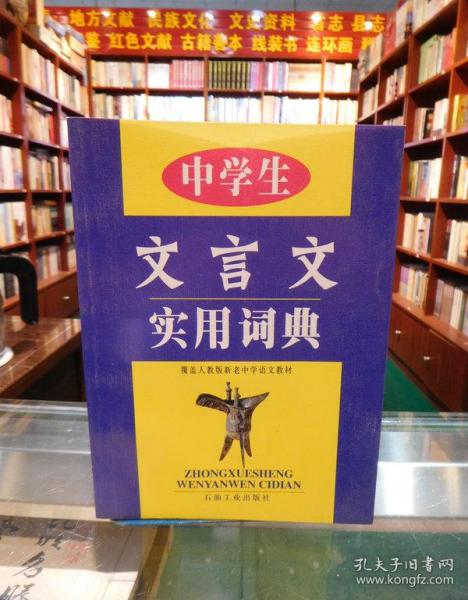 地方文献 民族文化 文史资料 省志 县志
鉴 红色文献 古籍善本 线装书 连环画
中学生
文言文
实用词典
覆盖人教版新老中学语文教材
ZHONGXUESHENG
WENYANWEN CIDIAN
石油工业出版社
孔夫子旧书网
www.kongfz.com